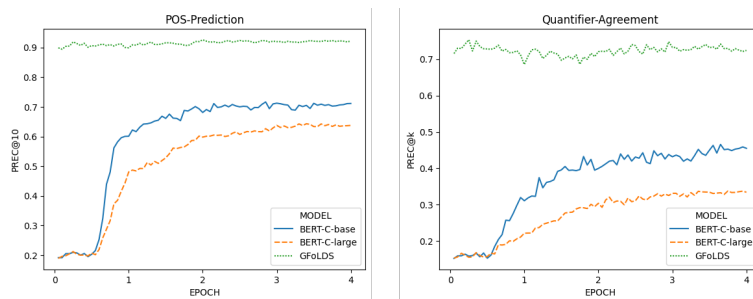 POS-Prediction
PREC@10
0.9
0.8
0.7
0.6
0.5
0.4
0.3
0.2
0
1
2
3
4
EPOCH
MODEL
BERT-C-base
BERT-C-large
GFoLDS
Quantifier-Agreement
PREC@k
0.7
0.6
0.5
0.4
0.3
0.2
0
1
2
3
4
EPOCH
MODEL
BERT-C-base
BERT-C-large
GFoLDS